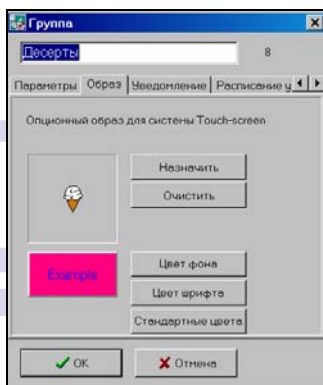 Группа
Десерты 8
Параметры Образ Уведомление Расписание у
Опционный образ для системы Touch-screen
Назначить
Очистить
Example
Цвет фона
Цвет шрифта
Стандартные цвета
OK Отмена